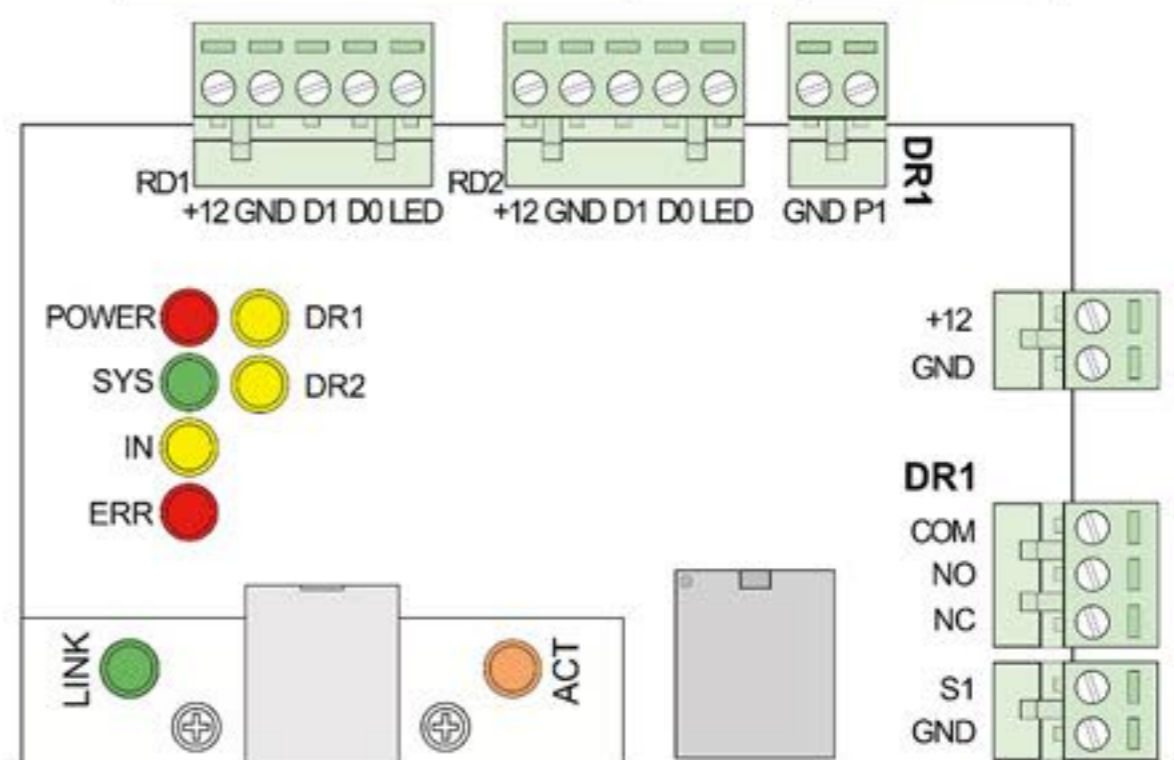 RD1
+12 GND D1 D0 LED
RD2
+12 GND D1 D0 LED
GND P1
DR1
POWER
DR1
SYS
DR2
IN
ERR
+12
GND
DR1
COM
NO
NC
S1
GND
LINK
ACT